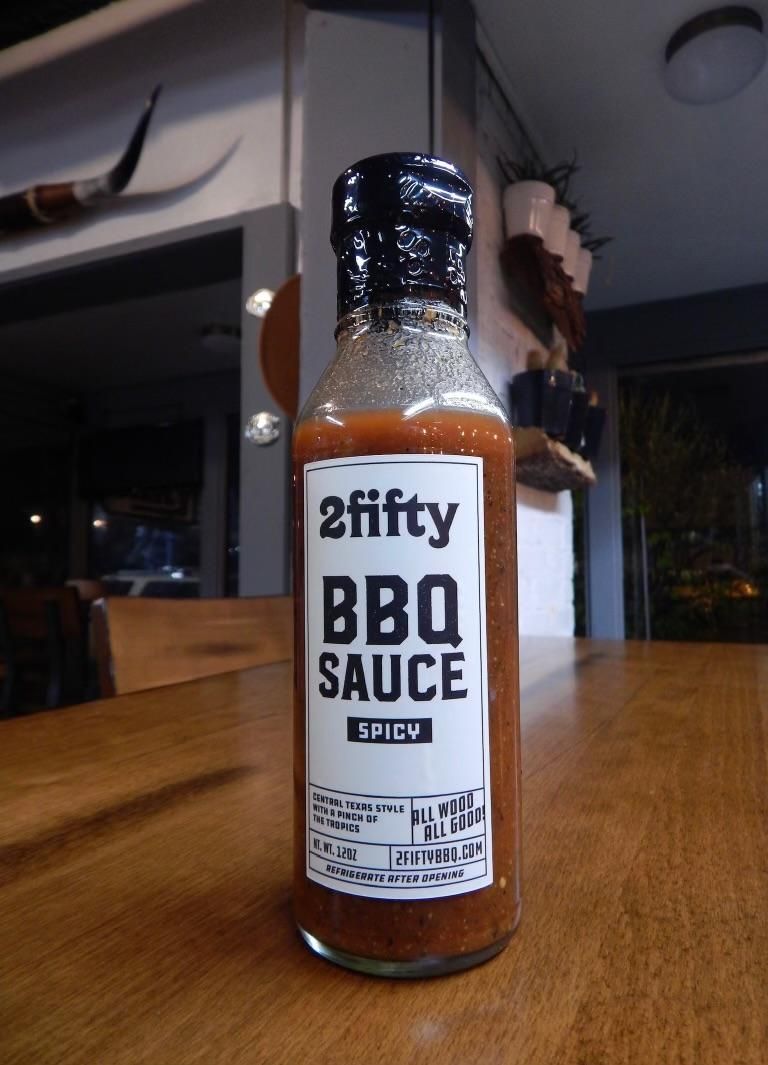 2fifty
BBQ
SAUCE
SPICY
CENTRAL TEXAS STYLE
WITH A PINCH OF
THE TROPICS
ALL WOOD
ALL GOOD!
NT. WT. 12OZ
2FIFTYBBQ.COM
REFRIGERATE AFTER OPENING